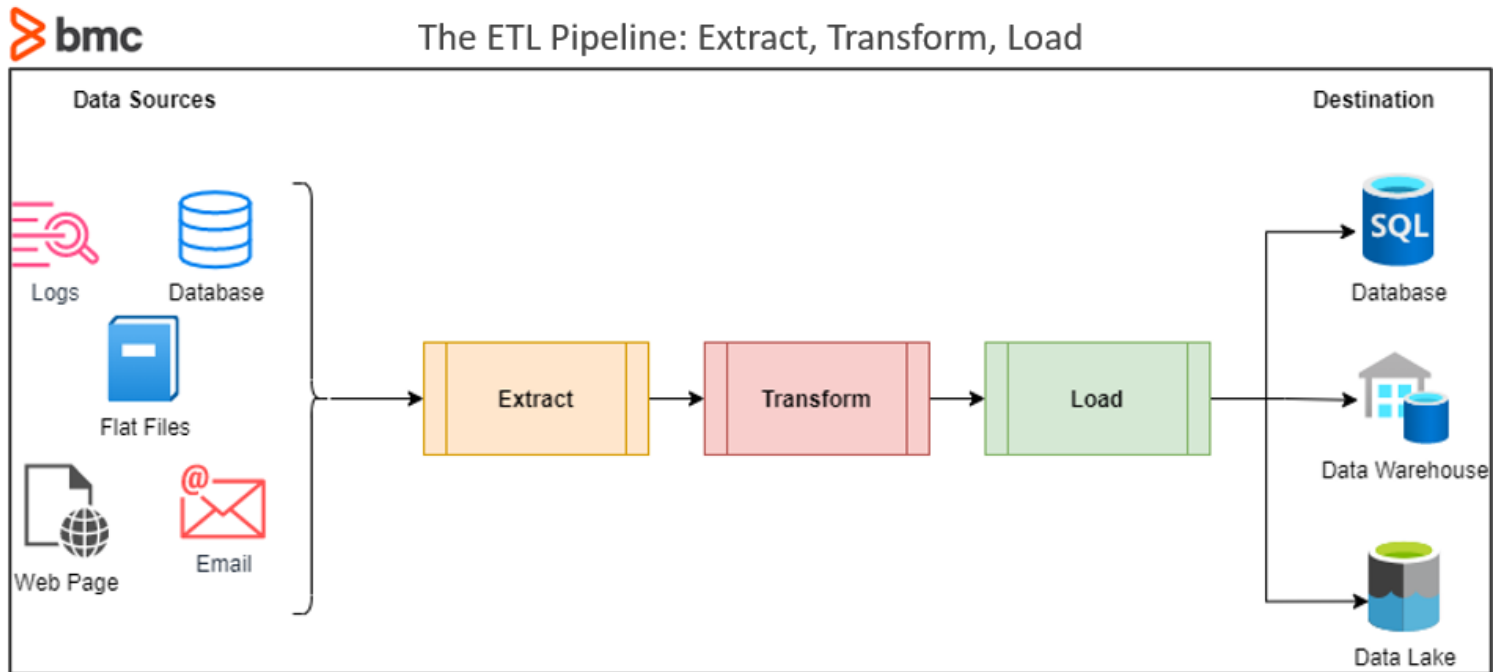 bmc
The ETL Pipeline: Extract, Transform, Load
Data Sources
Destination
Logs
Database
Flat Files
Web Page
@
Email
Extract
Transform
Load
SQL
Database
Data Warehouse
Data Lake